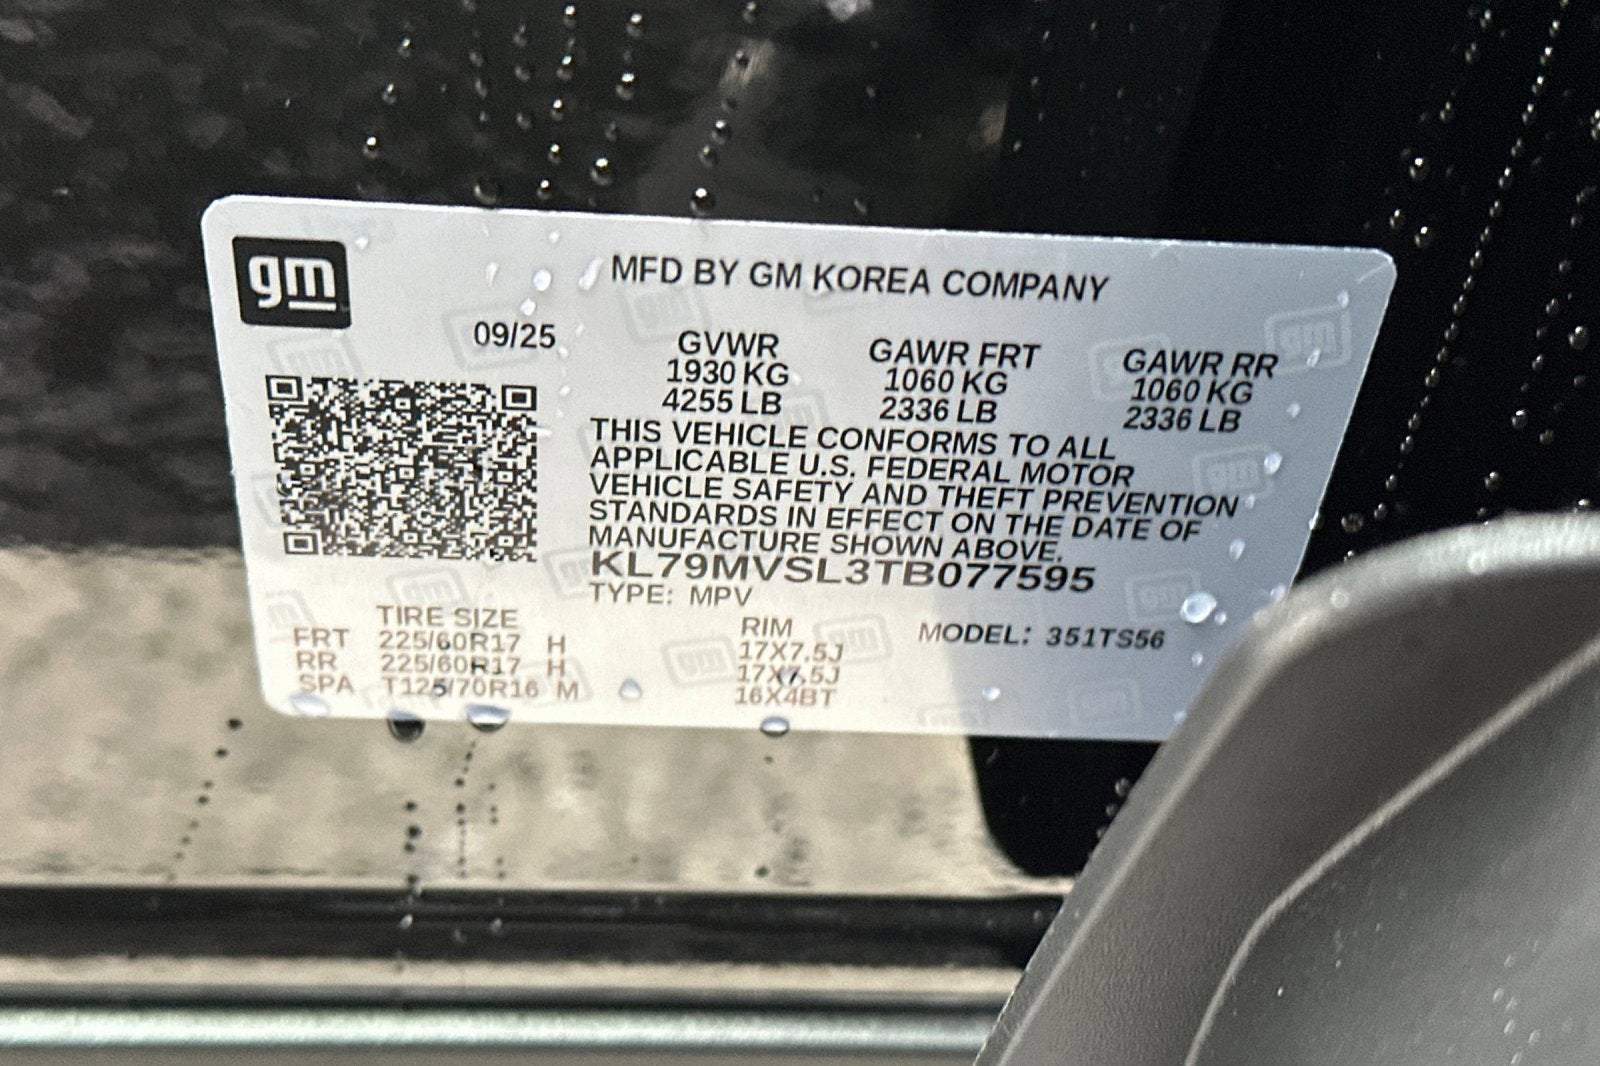 gm
MFD BY GM KOREA COMPANY
09/25
GVWR GAWR FRT GAWR RR
1930 KG 1060 KG 1060 KG
4255 LB 2336 LB 2336 LB
THIS VEHICLE CONFORMS TO ALL
APPLICABLE U.S. FEDERAL MOTOR
VEHICLE SAFETY AND THEFT PREVENTION
STANDARDS IN EFFECT ON THE DATE OF
MANUFACTURE SHOWN ABOVE.
KL79MVSL3TB077595
TYPE: MPV
TIRE SIZE RIM MODEL: 351TS56
FRT 225/60R17 H 17X7.5J
RR 225/60R17 H 17X7.5J
SPA T125/70R16 M 16X4BT